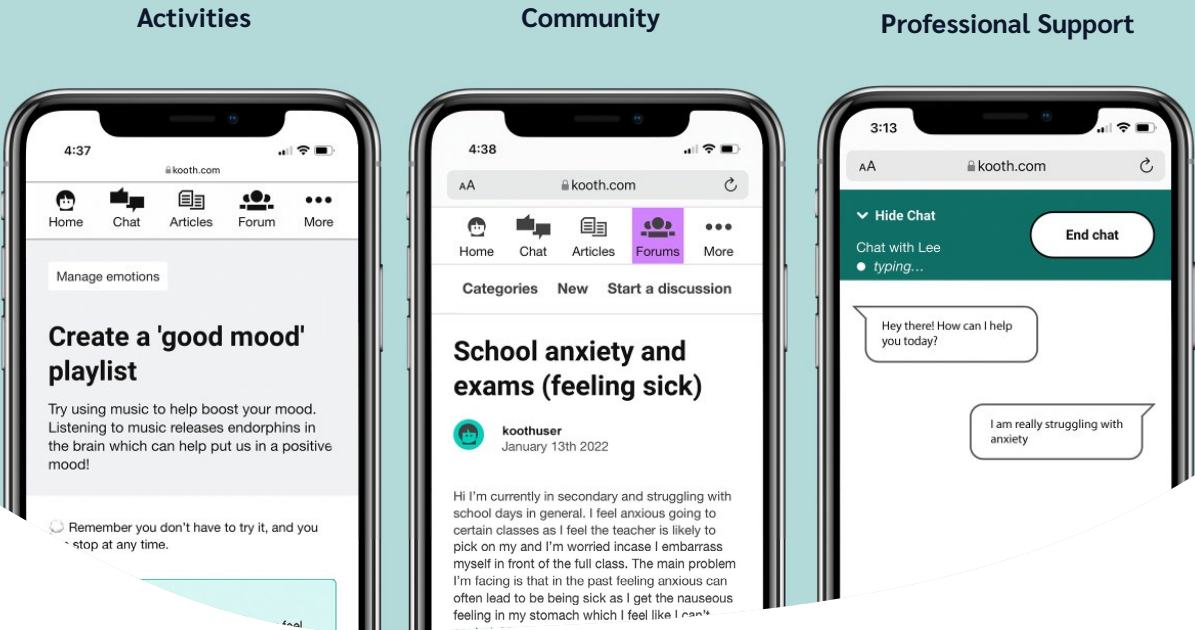 Activities
4:37
kooth.com
Home Chat Articles Forum More
Manage emotions
Create a 'good mood'
playlist
Try using music to help boost your mood.
Listening to music releases endorphins in
the brain which can help put us in a positive
mood!
Remember you don't have to try it, and you
stop at any time.
feel
Community
4:38
AA kooth.com
Home Chat Articles Forums More
Categories New Start a discussion
School anxiety and
exams (feeling sick)
koothuser
January 13th 2022
Hi I'm currently in secondary and struggling with
school days in general. I feel anxious going to
certain classes as I feel the teacher is likely to
pick on my and I'm worried incase I embarrass
myself in front of the full class. The main problem
I'm facing is that in the past feeling anxious can
often lead to be being sick as I get the nauseous
feeling in my stomach which I feel like I can't
Professional Support
3:13
AA kooth.com
Hide Chat
End chat
Chat with Lee
typing...
Hey there! How can I help
you today?
I am really struggling with
anxiety